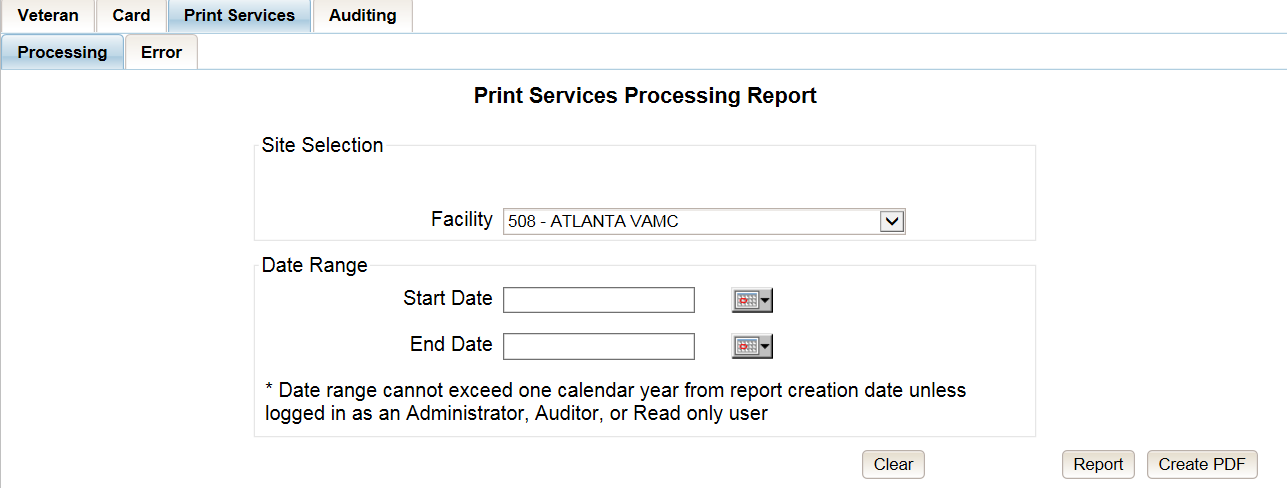 Veteran Card Print Services Auditing
Processing Error
Print Services Processing Report
Site Selection
Facility 508 - ATLANTA VAMC
Date Range
Start Date
End Date
* Date range cannot exceed one calendar year from report creation date unless
logged in as an Administrator, Auditor, or Read only user
Clear Report Create PDF